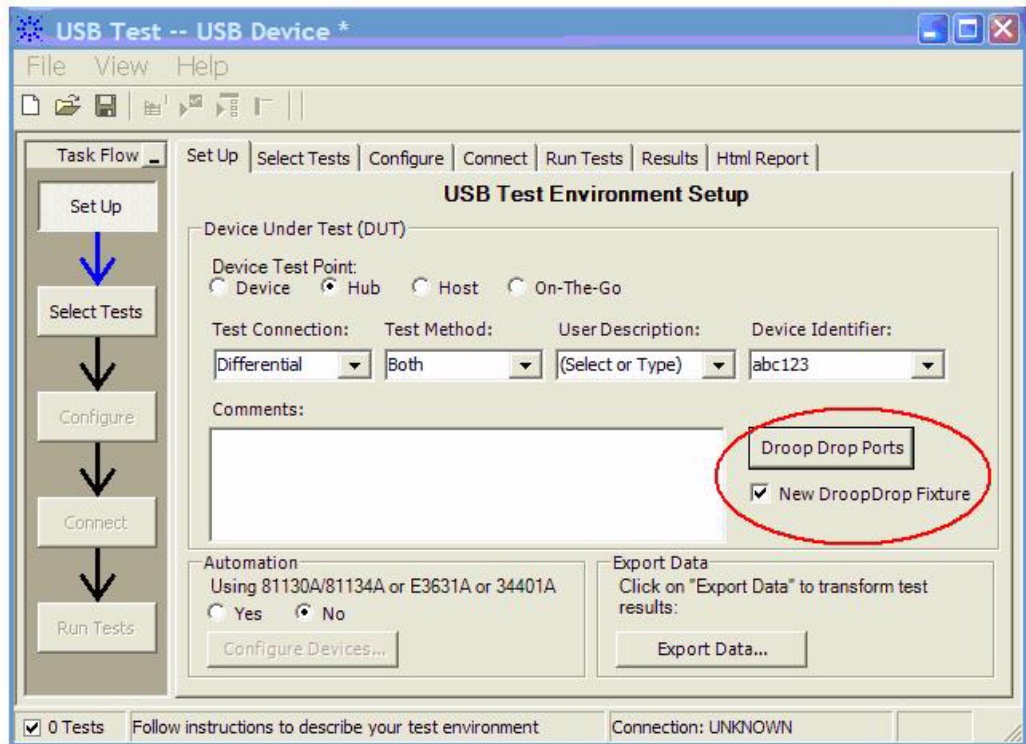 USB Test -- USB Device *
File View Help
Task Flow
Set Up
Select Tests
Configure
Connect
Run Tests
Set Up Select Tests Configure Connect Run Tests Results Html Report
USB Test Environment Setup
Device Under Test (DUT)
Device Test Point:
Device Hub Host On-The-Go
Test Connection: Test Method: User Description: Device Identifier:
Differential Both (Select or Type) abc123
Comments:
Droop Drop Ports
New DroopDrop Fixture
Automation
Using 81130A/81134A or E3631A or 34401A
Yes No
Configure Devices...
Export Data
Click on "Export Data" to transform test
results:
Export Data...
0 Tests Follow instructions to describe your test environment Connection: UNKNOWN